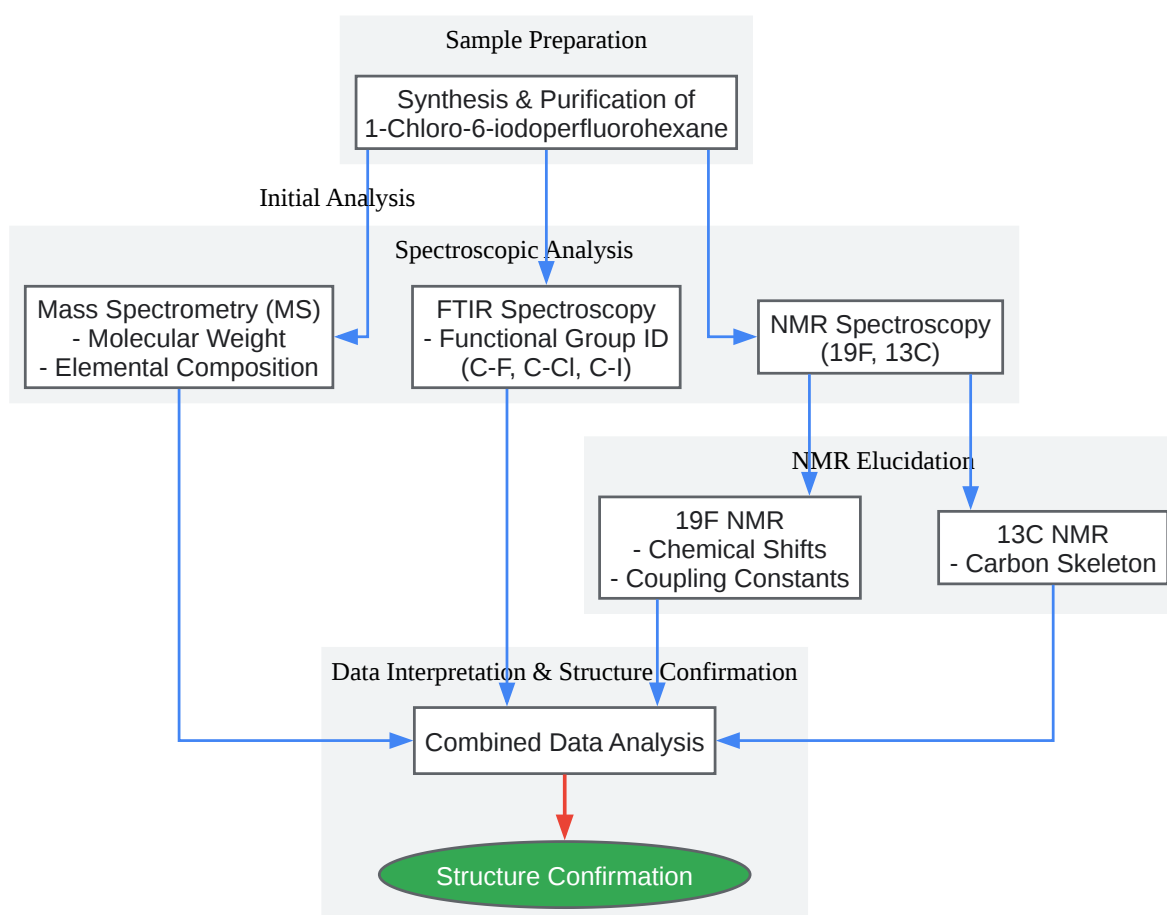 Sample Preparation
Synthesis & Purification of
1-Chloro-6-iodoperfluorohexane
Initial Analysis
Spectroscopic Analysis
Mass Spectrometry (MS)
- Molecular Weight
- Elemental Composition
FTIR Spectroscopy
- Functional Group ID
(C-F, C-Cl, C-I)
NMR Spectroscopy
(19F, 13C)
NMR Elucidation
19F NMR
- Chemical Shifts
- Coupling Constants
13C NMR
- Carbon Skeleton
Data Interpretation & Structure Confirmation
Combined Data Analysis
Structure Confirmation